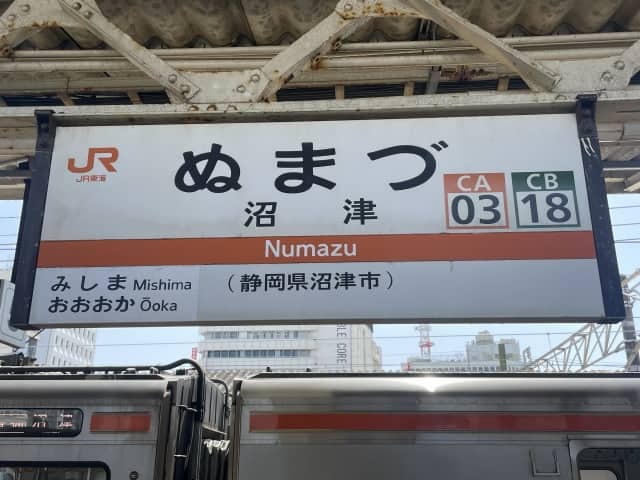 JR
JR東海
ぬまづ
沼津
CA
03
CB
18
Numazu
みしま Mishima
おおおか Ōoka
(静岡県沼津市)